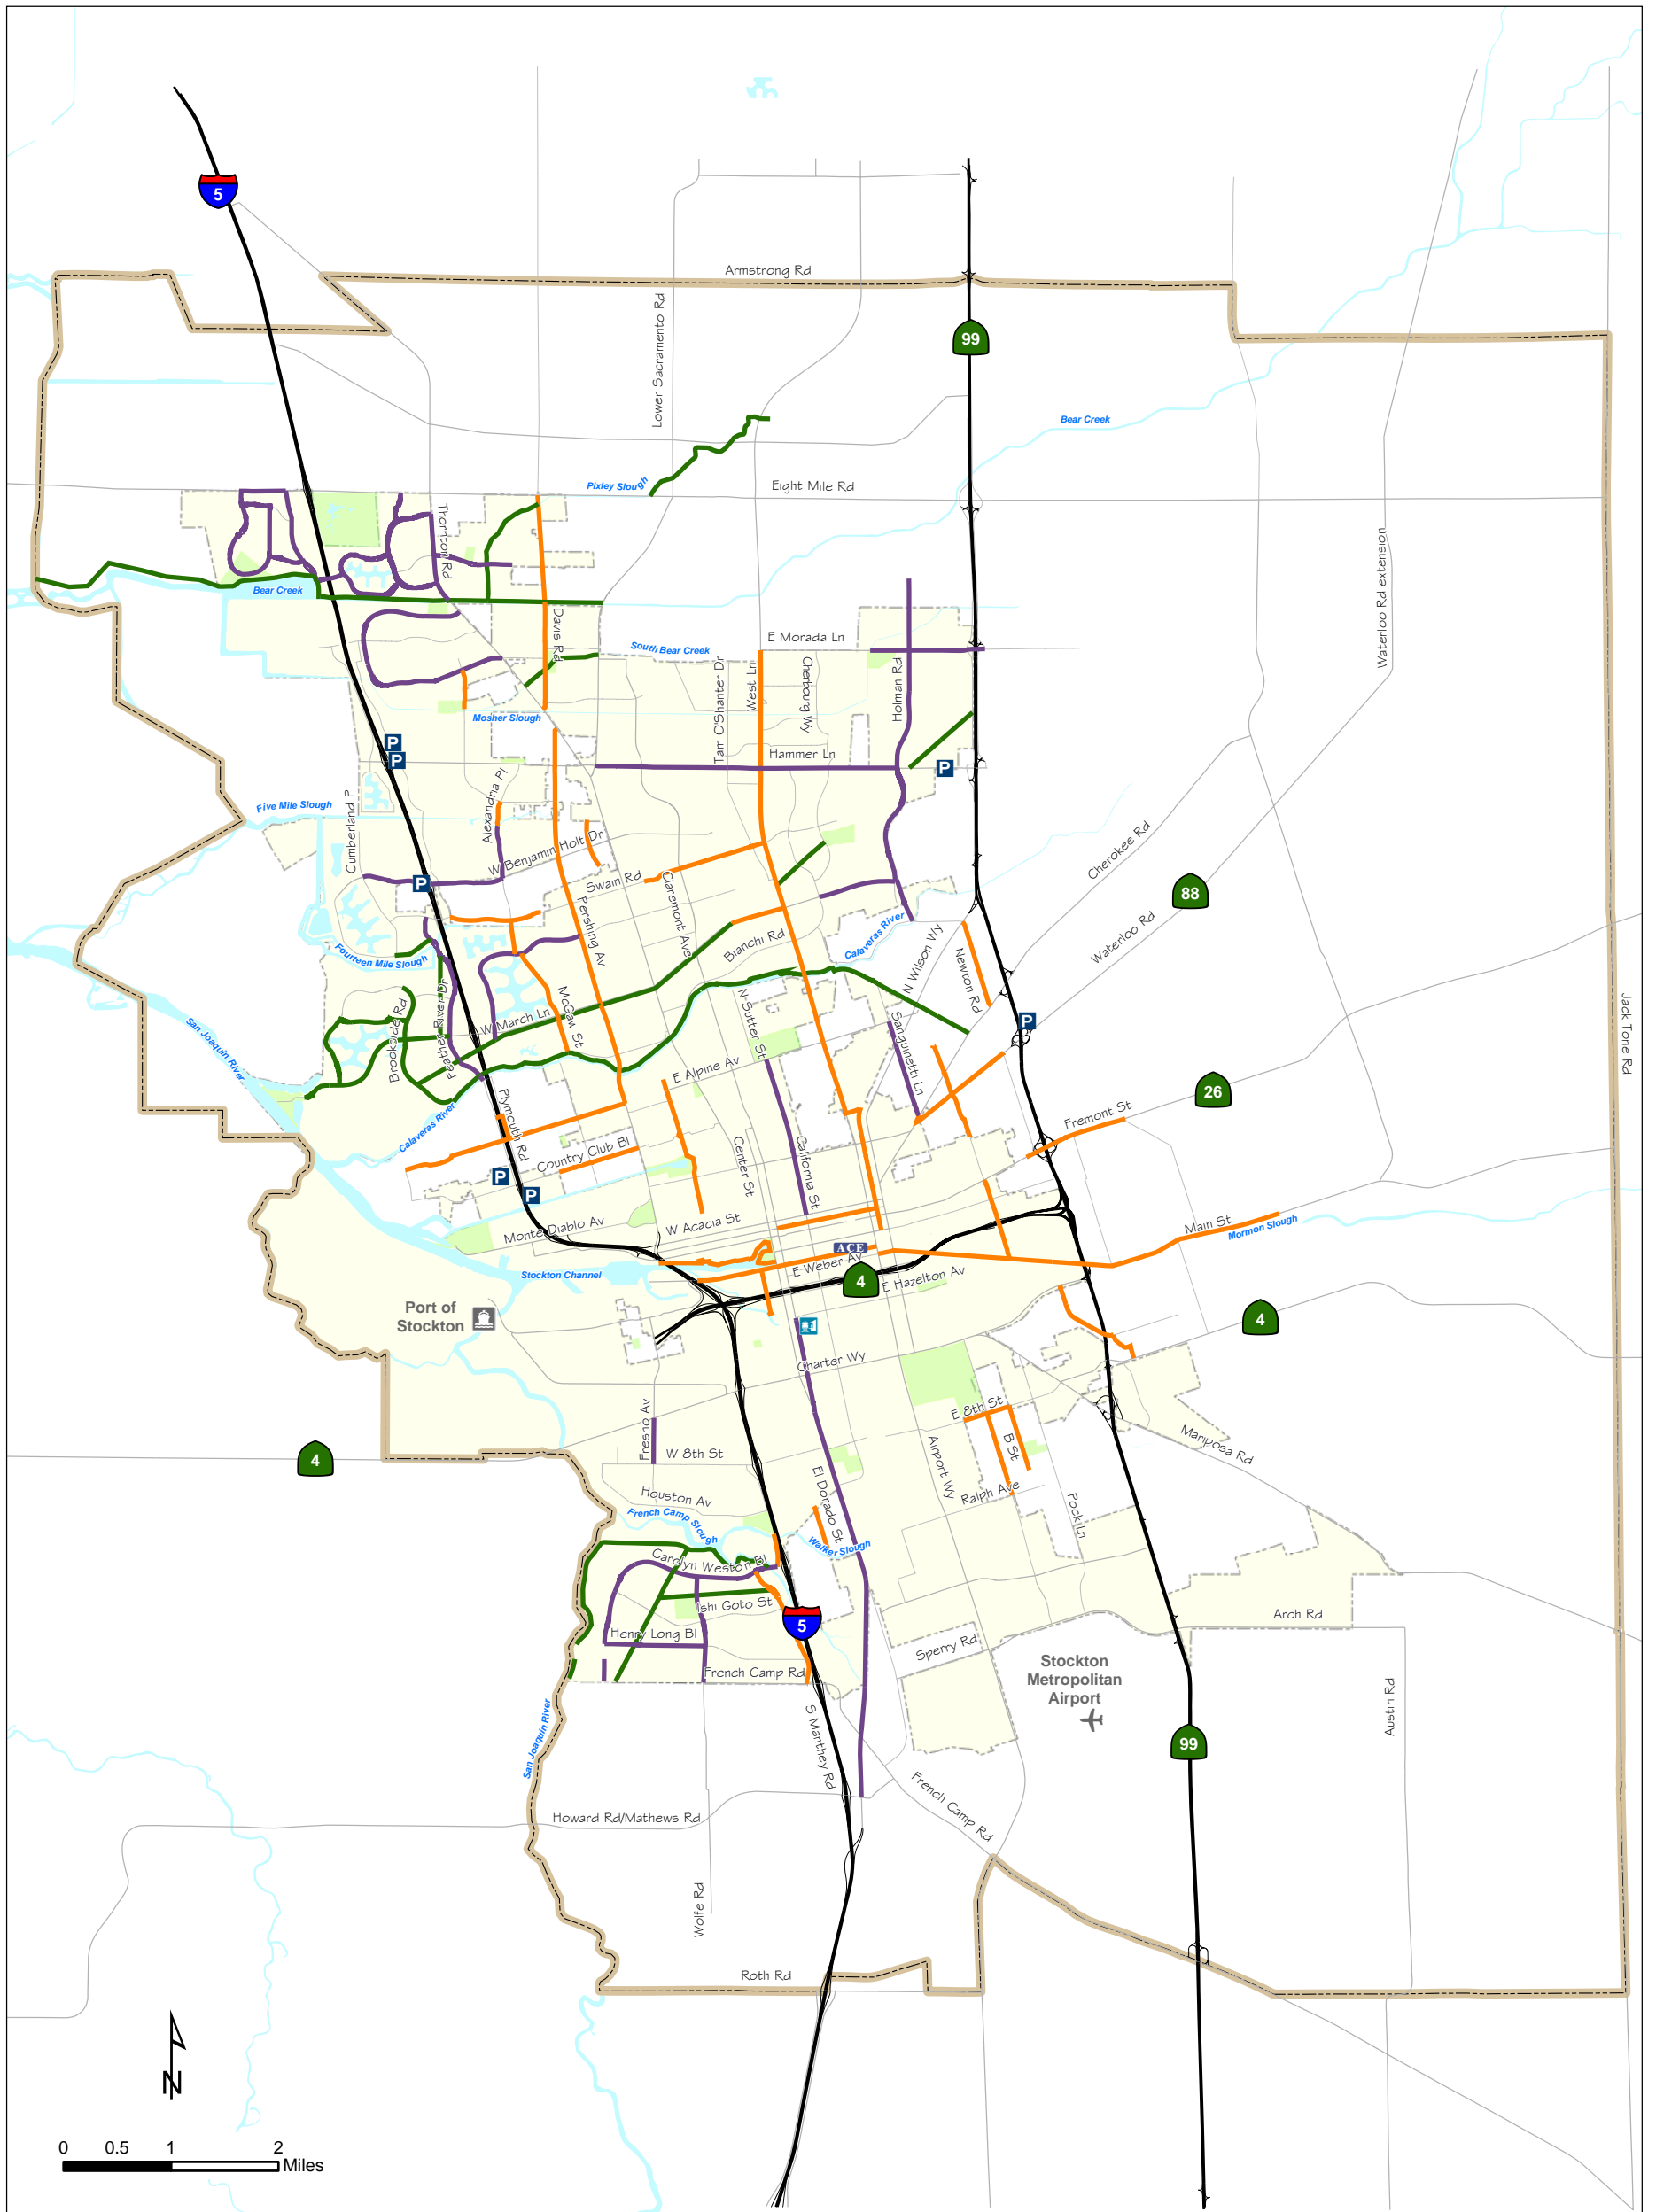 5
Armstrong Rd
Lower Sacramento Rd
99
Bear Creek
Pixley Slough
Eight Mile Rd
Thornton Rd
Waterloo Rd extension
Bear Creek
Davis Rd
South Bear Creek
E Morada Ln
Tam O'Shanter Dr
West Ln
Cherbourg Wy
Holman Rd
Mosher Slough
P
P
Hammer Ln
P
Alexandria Pl
Five Mile Slough
Cumberland Pl
W Benjamin Holt Dr
Cherokee Rd
P
Swain Rd
Claremont Ave
88
Pershing Av
Waterloo Rd
Bianchi Rd
Calaveras River
N Wilson Wy
Fourteen Mile Slough
Newton Rd
Brookside Rd
Feather River Dr
McGaw St
N Sutter St
W March Ln
San Joaquin River
Sanguinetti Ln
P
Jack Tone Rd
E Alpine Av
26
Plymouth Rd
Calaveras River
Fremont St
Country Club Bl
Center St
California St
P
P
W Acacia St
Monte Diablo Av
Main St
Mormon Slough
ACE
E Weber Av
Stockton Channel
4
E Hazelton Av
Port of
Stockton
4
Charter Wy
Fresno Av
E 8th St
B St
4
W 8th St
Airport Wy
Mariposa Rd
El Dorado St
Houston Av
Ralph Ave
Pock Ln
French Camp Slough
Walker Slough
Carolyn Weston Bl
Ishi Goto St
5
Arch Rd
Henry Long Bl
Sperry Rd
French Camp Rd
Stockton
Metropolitan
Airport
Austin Rd
San Joaquin River
S Manthey Rd
99
French Camp Rd
Howard Rd/Mathews Rd
Wolfe Rd
Roth Rd
N
0 0.5 1 2
Miles